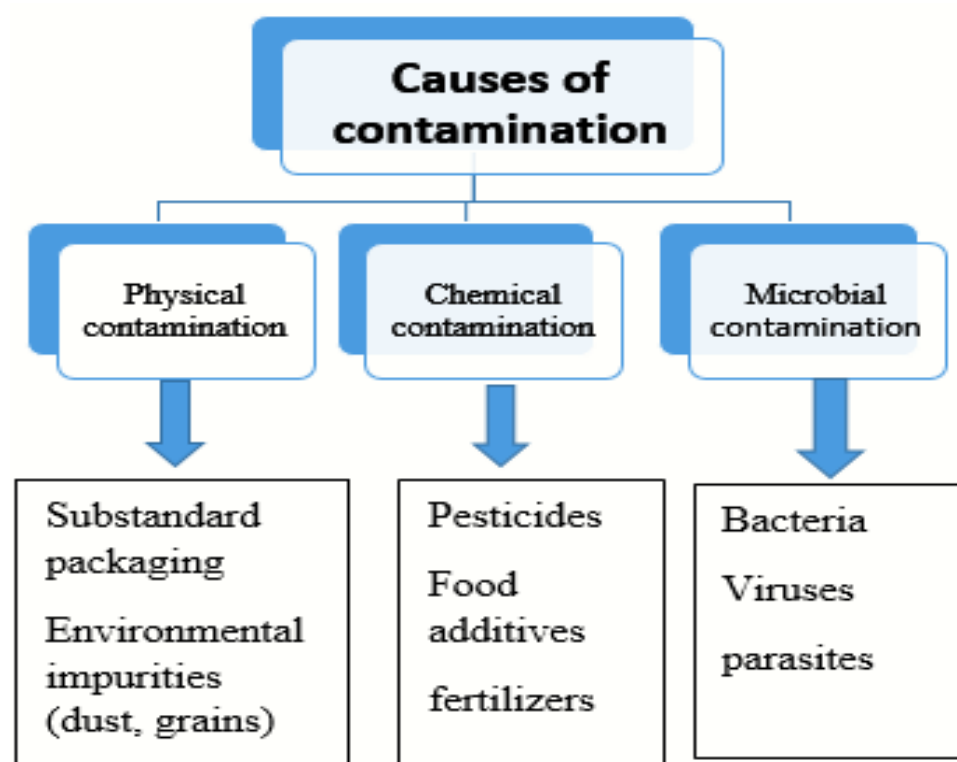 Causes of
contamination
Physical
contamination
Chemical
contamination
Microbial
contamination
Substandard
packaging
Environmental
impurities
(dust, grains)
Pesticides
Food
additives
fertilizers
Bacteria
Viruses
parasites